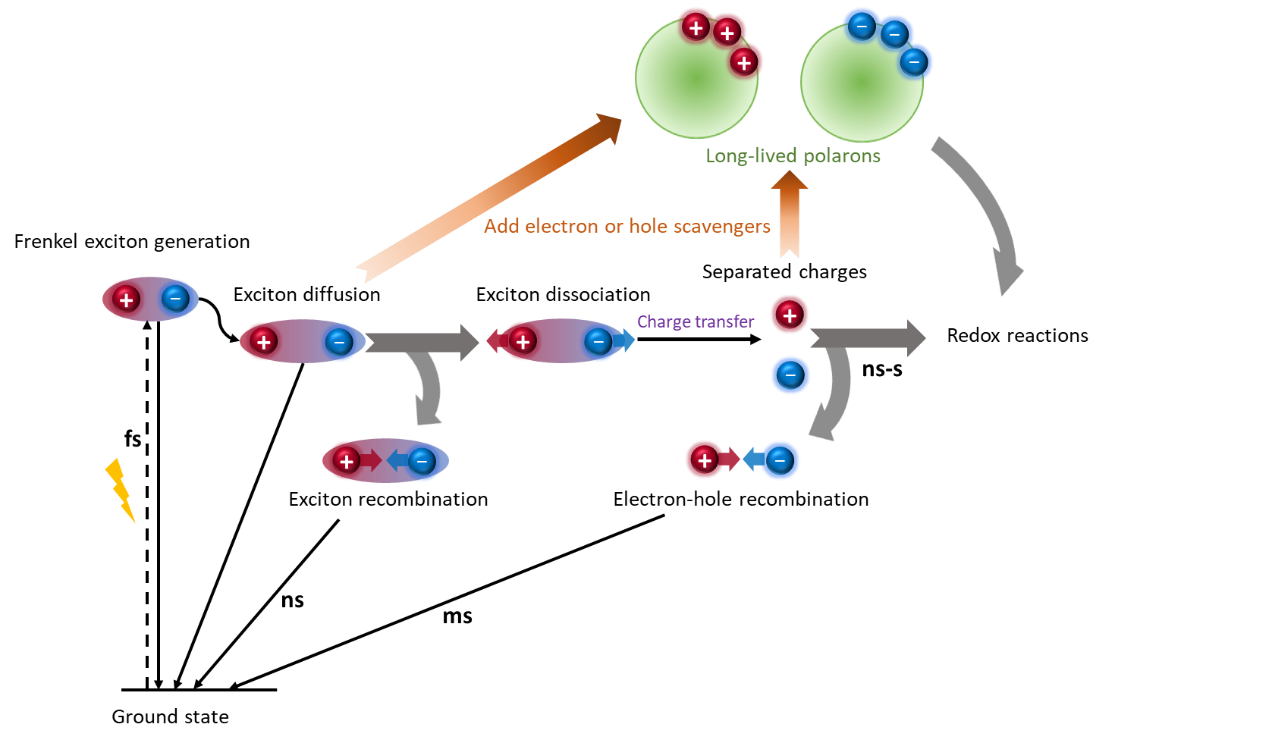 +
+
+
−
−
−
Long-lived polarons
Add electron or hole scavengers
Frenkel exciton generation
Separated charges
Exciton diffusion
Exciton dissociation
+
−
+
−
+
−
Charge transfer
+
−
Redox reactions
ns-s
fs
+
−
+
−
Exciton recombination
Electron-hole recombination
ns
ms
Ground state